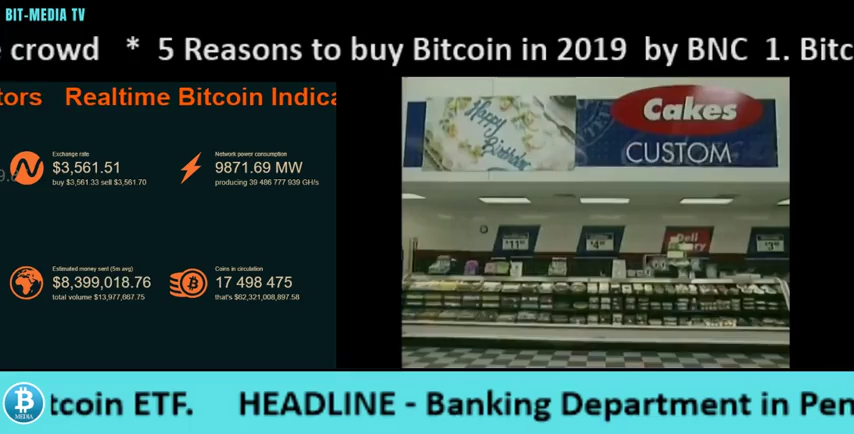 BIT-MEDIA TV
e crowd * 5 Reasons to buy Bitcoin in 2019 by BNC 1. Bitc
tors Realtime Bitcoin Indica
Exchange rate
$3,561.51
buy $3,561.33 sell $3,561.70
Network power consumption
9871.69 MW
producing 39 486 777 939 GH/s
Estimated money sent (5m avg)
$8,399,018.76
total volume $13,977,667.75
Coins in circulation
17 498 475
that's $62,321,008,897.58
Happy
Birthday
Cakes
CUSTOM
Deli
MEDIA
tcoin ETF. HEADLINE - Banking Department in Pen